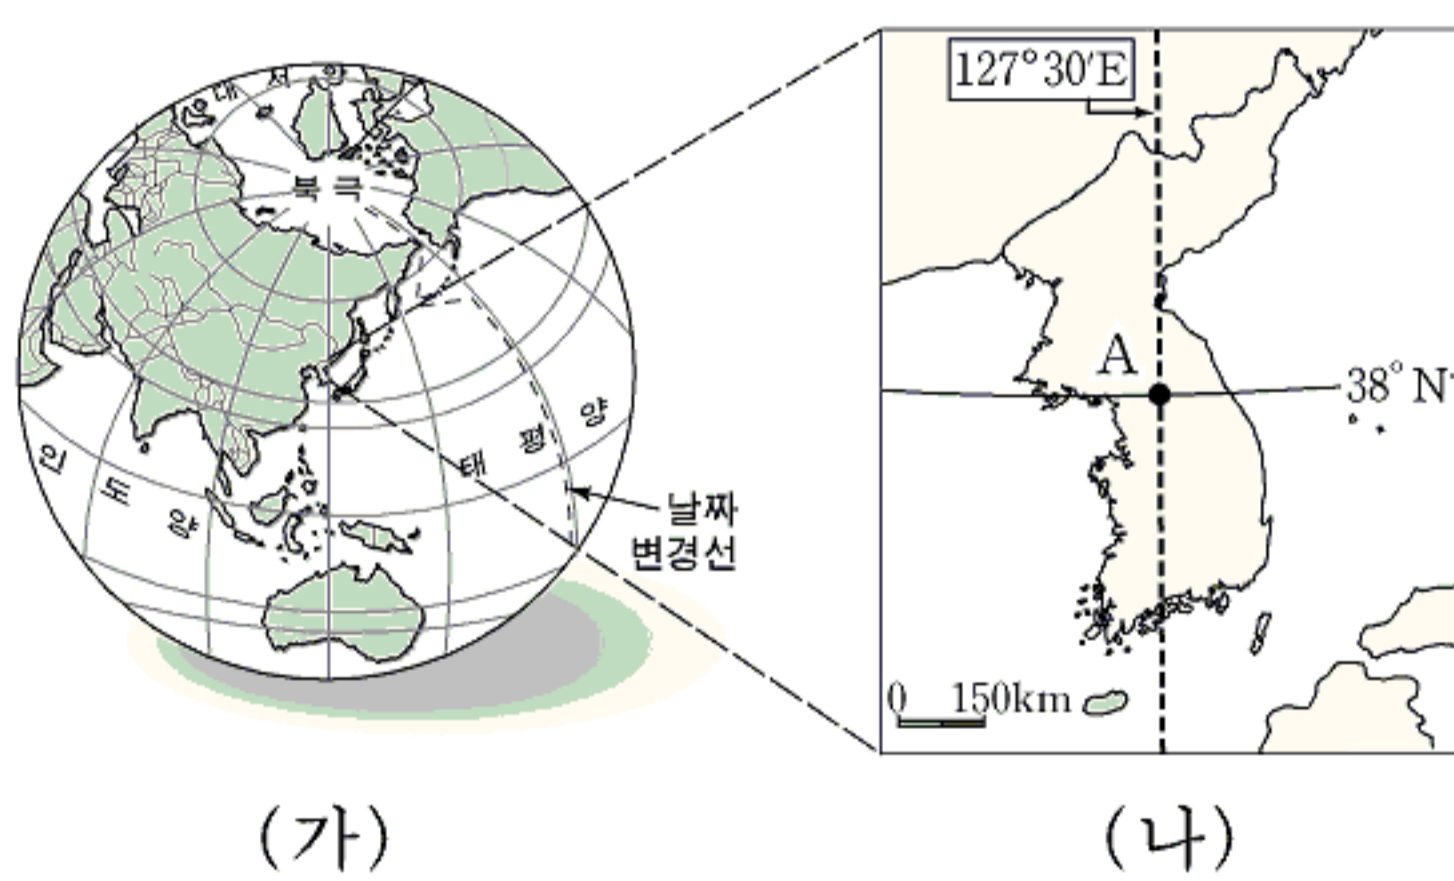 대 서 양
북 극
인 도 양
태 평 양
날짜
변경선
(가)
127°30′E
A
38°N
0 150km
(나)